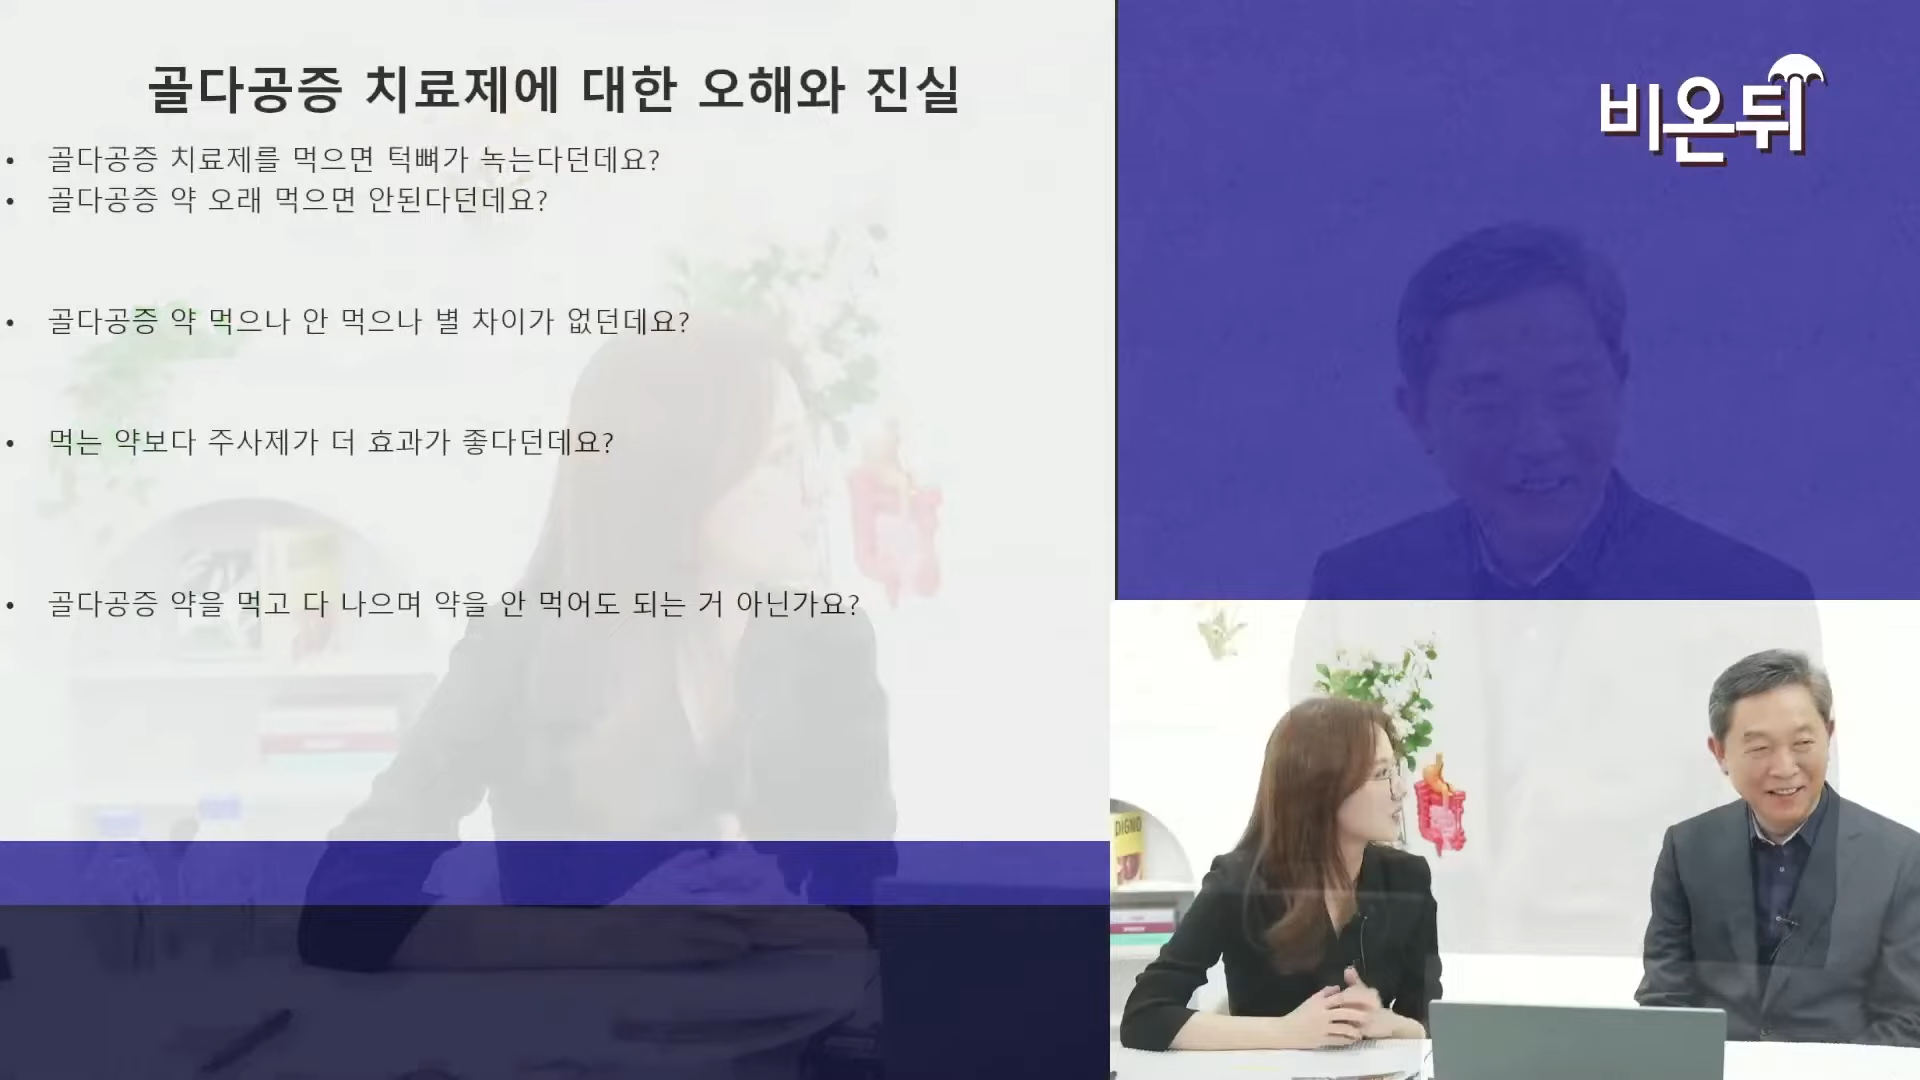 골다공증 치료제에 대한 오해와 진실
• 골다공증 치료제를 먹으면 턱뼈가 녹는다던데요?
• 골다공증 약 오래 먹으면 안된다던데요?
• 골다공증 약 먹으나 안 먹으나 별 차이가 없던데요?
• 먹는 약보다 주사제가 더 효과가 좋다던데요?
• 골다공증 약을 먹고 다 나으며 약을 안 먹어도 되는 거 아닌가요?
비온뒤
DIGNO